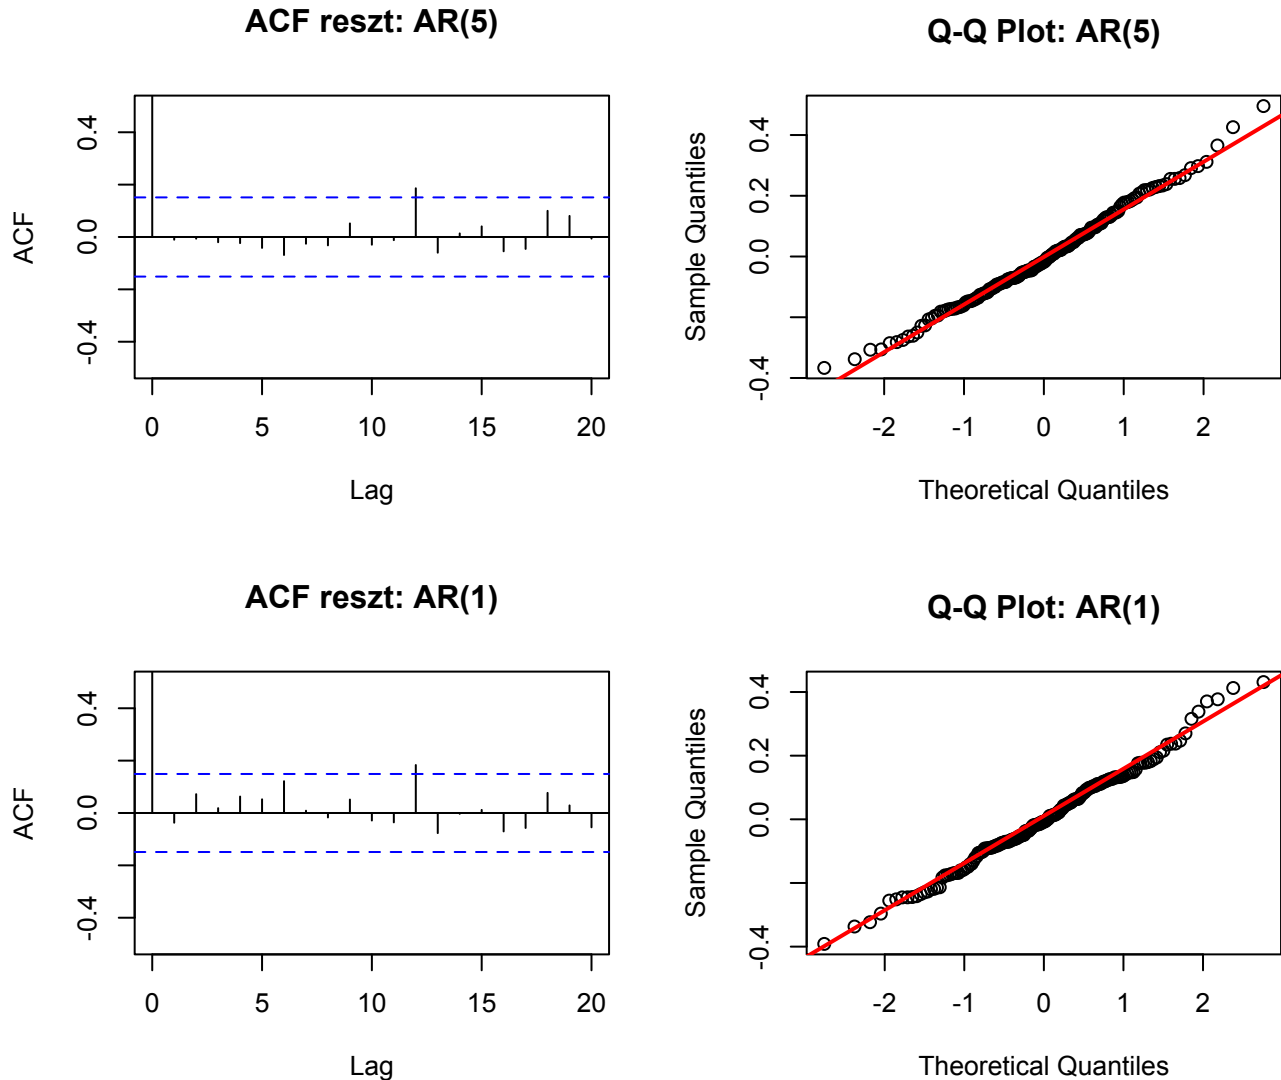 ACF reszt: AR(5)
ACF
0.4
0.0
-0.4
0 5 10 15 20
Lag
Q-Q Plot: AR(5)
Sample Quantiles
0.4
0.2
0.0
-0.4
-2 -1 0 1 2
Theoretical Quantiles
ACF reszt: AR(1)
ACF
0.4
0.0
-0.4
0 5 10 15 20
Lag
Q-Q Plot: AR(1)
Sample Quantiles
0.4
0.2
0.0
-0.4
-2 -1 0 1 2
Theoretical Quantiles